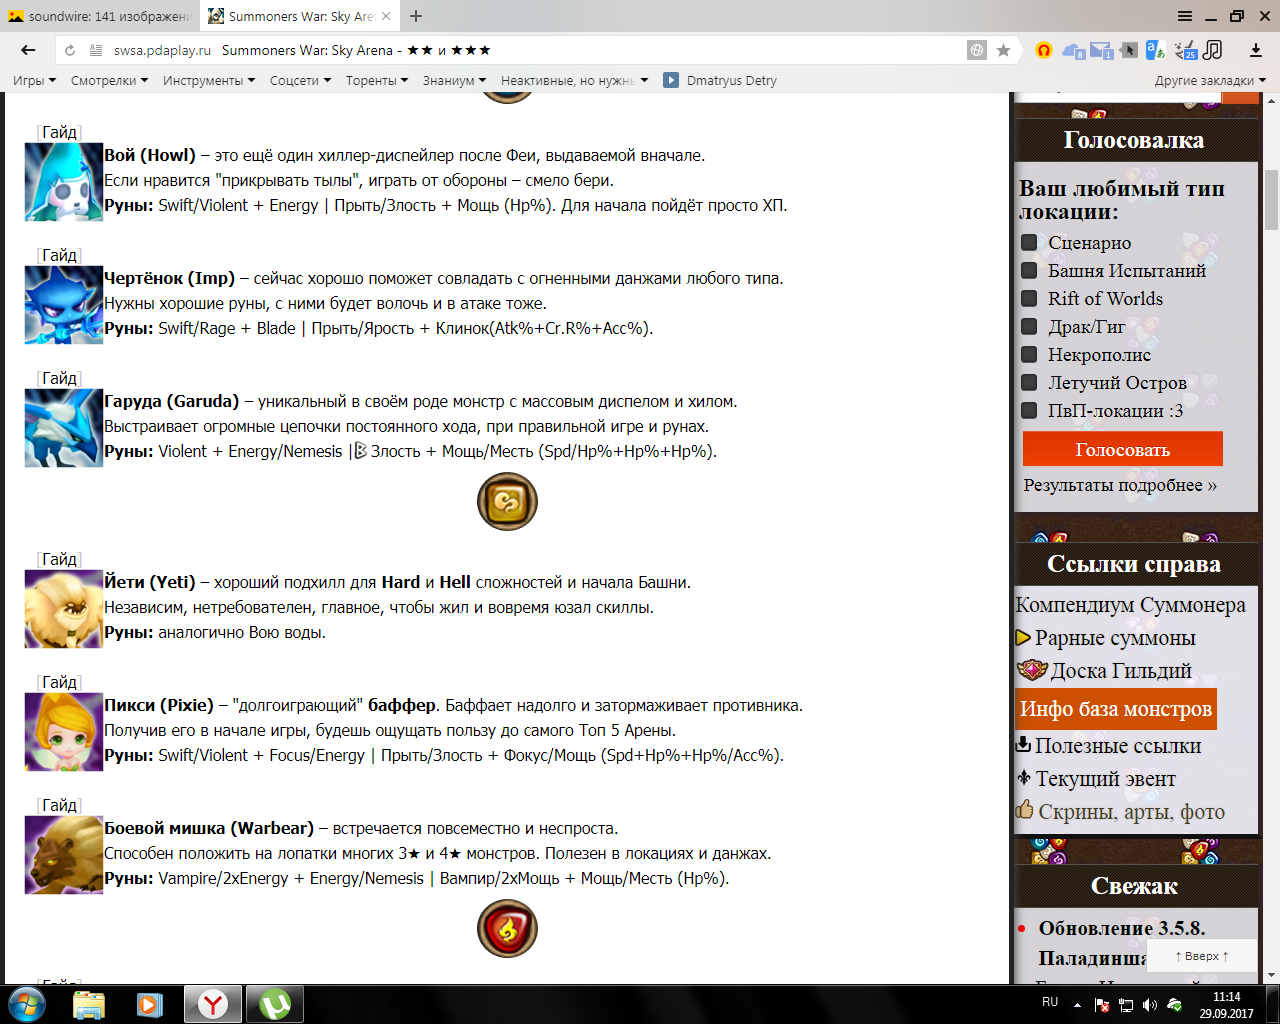 soundwire: 141 изображени
Summoners War: Sky Aren
swsa.pdaplay.ru Summoners War: Sky Arena - ★★ и ★★★
8
1
25
Игры
Смотрелки
Инструменты
Соцсети
Торенты
Знаниум
Неактивные, но нужнь
Dmatryus Detry
Другие закладки
[Гайд]
Вой (Howl) – это ещё один хиллер-диспейлер после Феи, выдаваемой вначале.
Если нравится "прикрывать тылы", играть от обороны – смело бери.
Руны: Swift/Violent + Energy | Прыть/Злость + Мощь (Hp%). Для начала пойдёт просто ХП.
[Гайд]
Чертёнок (Imp) – сейчас хорошо поможет совладать с огненными данжами любого типа.
Нужны хорошие руны, с ними будет волочь и в атаке тоже.
Руны: Swift/Rage + Blade | Прыть/Ярость + Клинок(Atk%+Cr.R%+Acc%).
[Гайд]
Гаруда (Garuda) – уникальный в своём роде монстр с массовым диспелом и хилом.
Выстраивает огромные цепочки постоянного хода, при правильной игре и рунах.
Руны: Violent + Energy/Nemesis | Злость + Мощь/Месть (Spd/Hp%+Hp%+Hp%).
[Гайд]
Йети (Yeti) – хороший подхилл для Hard и Hell сложностей и начала Башни.
Независим, нетребователен, главное, чтобы жил и вовремя юзал скиллы.
Руны: аналогично Вою воды.
[Гайд]
Пикси (Pixie) – "долгоиграющий" баффер. Баффает надолго и затормаживает противника.
Получив его в начале игры, будешь ощущать пользу до самого Топ 5 Арены.
Руны: Swift/Violent + Focus/Energy | Прыть/Злость + Фокус/Мощь (Spd+Hp%+Hp%/Acc%).
[Гайд]
Боевой мишка (Warbear) – встречается повсеместно и неспроста.
Способен положить на лопатки многих 3★ и 4★ монстров. Полезен в локациях и данжах.
Руны: Vampire/2xEnergy + Energy/Nemesis | Вампир/2хМощь + Мощь/Месть (Hp%).
Голосовалка
Ваш любимый тип
локации:
Сценарио
Башня Испытаний
Rift of Worlds
Драк/Гиг
Некрополис
Летучий Остров
ПвП-локации :3
Голосовать
Результаты подробнее »
Ссылки справа
Компендиум Суммонера
Рарные суммоны
Доска Гильдий
Инфо база монстров
Полезные ссылки
Текущий эвент
Скрины, арты, фото
Свежак
Обновление 3.5.8.
Паладинша
↑ Вверх ↑
RU
11:14
29.09.2017